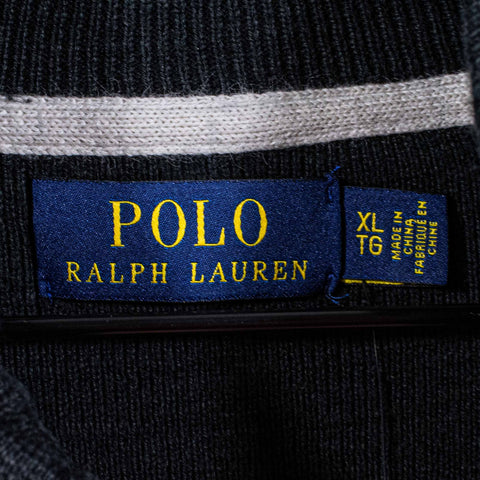 POLO
RALPH LAUREN
XL
TG
MADE IN
CHINA
FABRIQUÉ EN
CHINE